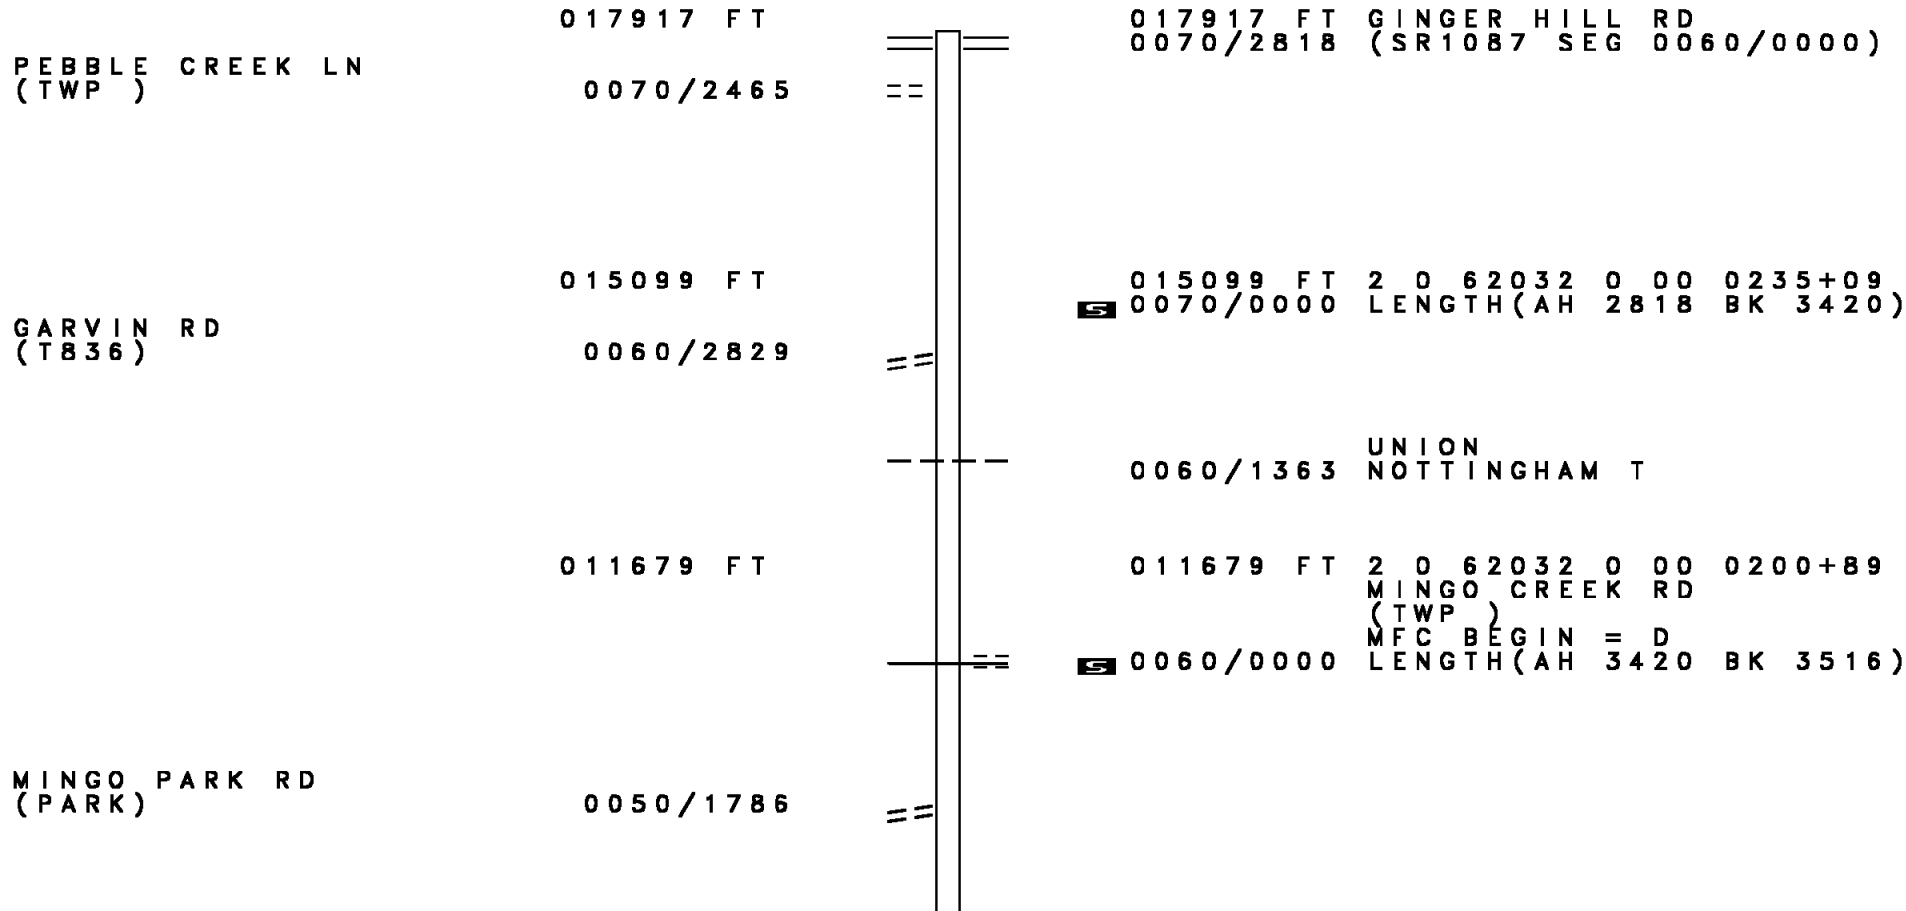 017917 FT 017917 FT GINGER HILL RD
0070/2818 (SR1087 SEG 0060/0000)
PEBBLE CREEK LN
(TWP ) 0070/2465
015099 FT 015099 FT 2 0 62032 0 00 0235+09
S 0070/0000 LENGTH(AH 2818 BK 3420)
GARVIN RD
(T836) 0060/2829
UNION
0060/1363 NOTTINGHAM T
011679 FT 011679 FT 2 0 62032 0 00 0200+89
MINGO CREEK RD
(TWP )
MFC BEGIN = D
S 0060/0000 LENGTH(AH 3420 BK 3516)
MINGO PARK RD
(PARK) 0050/1786